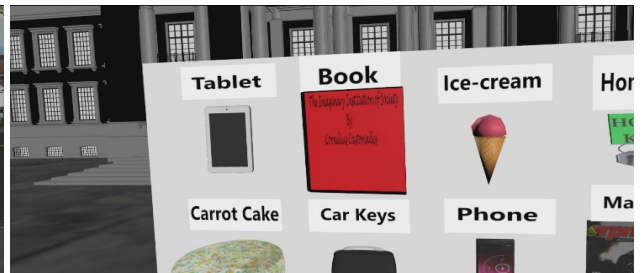 Tablet
Book
Ice-cream
The Imaginary Institution of Society
By
Cornelius Castoriadis
Carrot Cake
Car Keys
Phone